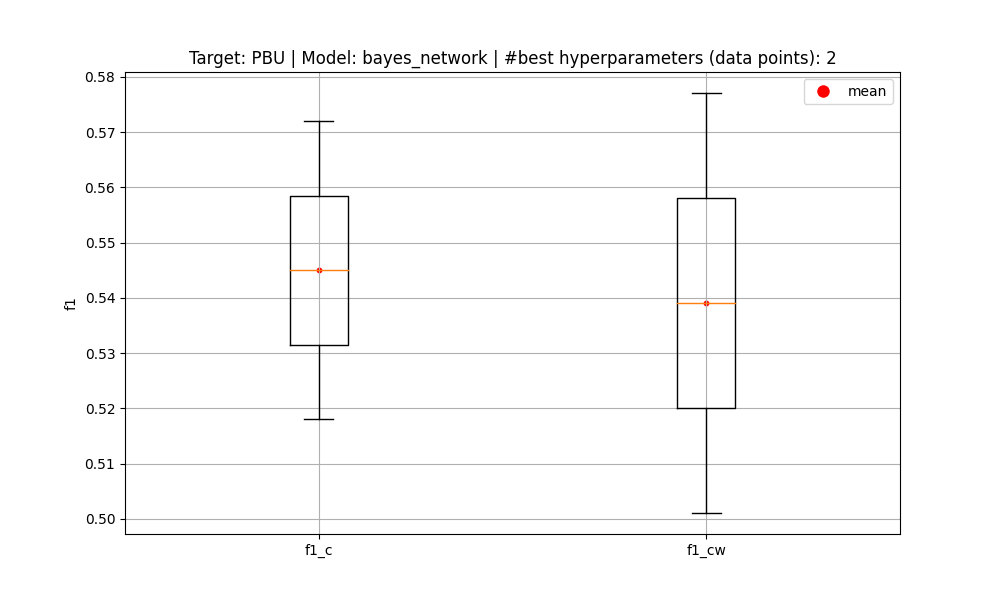 Target: PBU | Model: bayes_network | #best hyperparameters (data points): 2
mean
0.58
0.57
0.56
0.55
0.54
0.53
0.52
0.51
0.50
f1
f1_c
f1_cw